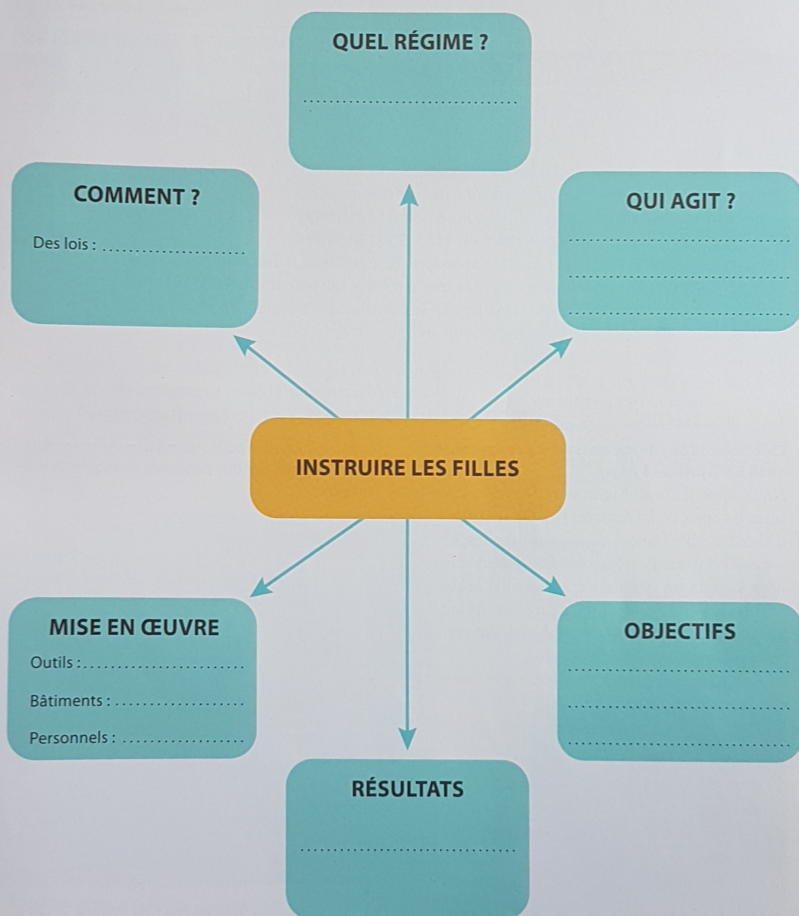 QUEL RÉGIME ?
COMMENT ?
Des lois :
QUI AGIT ?
INSTRUIRE LES FILLES
MISE EN ŒUVRE
Outils :
Bâtiments :
Personnels :
OBJECTIFS
RÉSULTATS